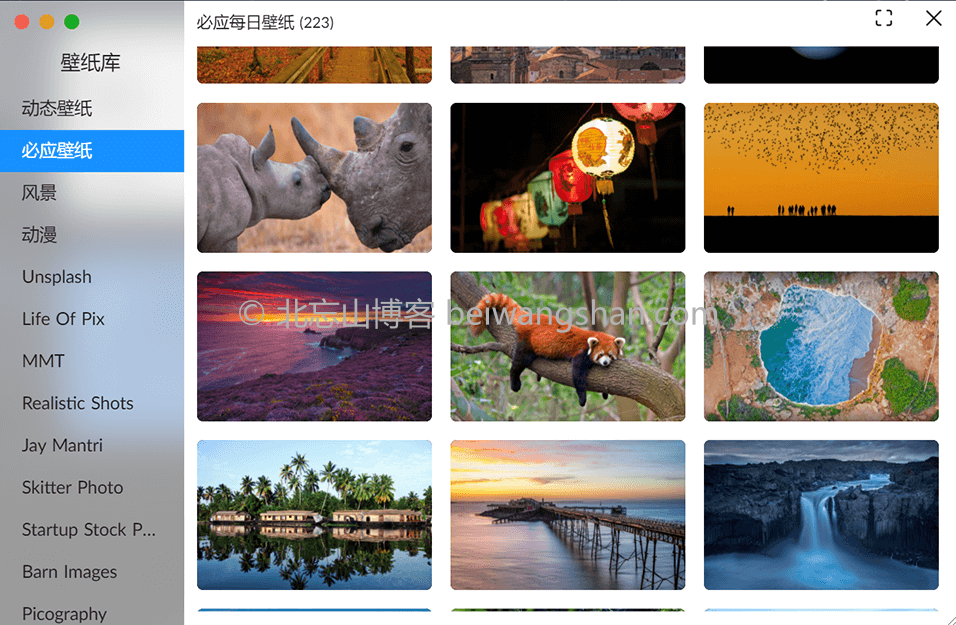 必应每日壁纸 (223)
壁纸库
动态壁纸
必应壁纸
风景
动漫
Unsplash
Life Of Pix
MMT
Realistic Shots
Jay Mantri
Skitter Photo
Startup Stock P...
Barn Images
Picography
© 北忘山博客 beiwangshan.com